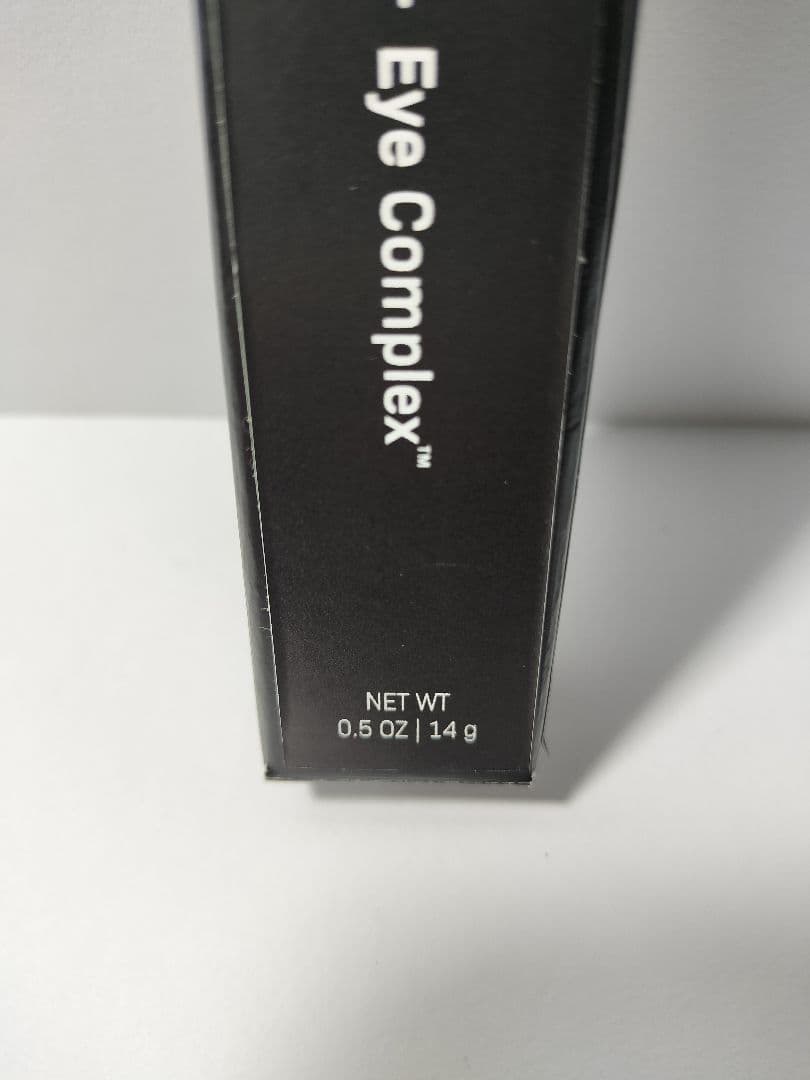 Eye Complex™
NET WT
0.5 OZ | 14 g